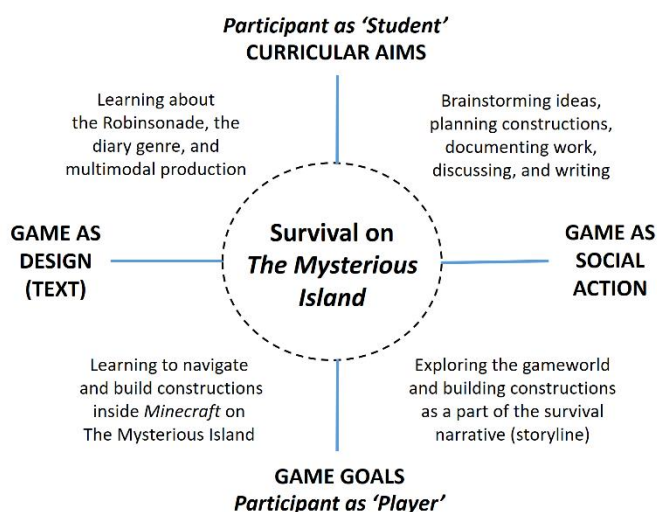 Participant as ‘Student’
CURRICULAR AIMS
Learning about
the Robinsonade, the
diary genre, and
multimodal production
Brainstorming ideas,
planning constructions,
documenting work,
discussing, and writing
GAME AS
DESIGN
(TEXT)
Survival on
The Mysterious
Island
GAME AS
SOCIAL
ACTION
Learning to navigate
and build constructions
inside Minecraft on
The Mysterious Island
Exploring the gameworld
and building constructions
as a part of the survival
narrative (storyline)
GAME GOALS
Participant as ‘Player’